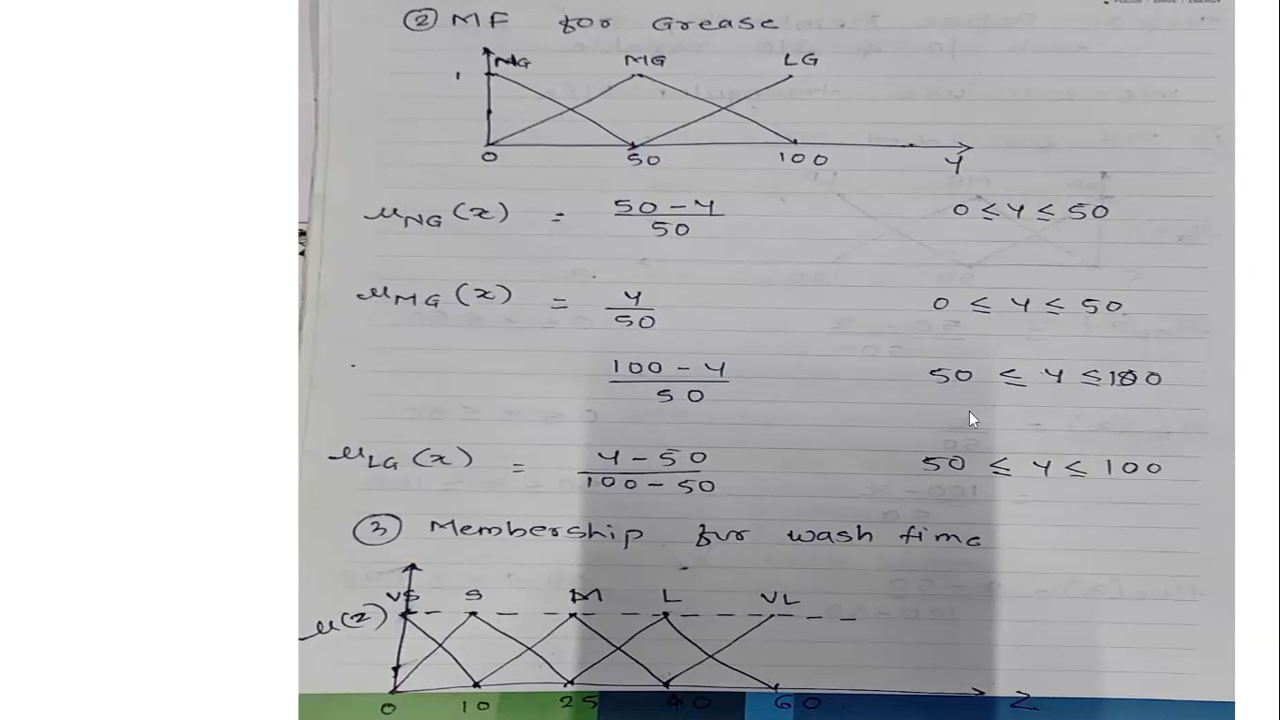 ② MF for Grease
NG MG LG
1
0 50 100 y
μNG(x) = 50 - y / 50 0 ≤ y ≤ 50
μMG(x) = y / 50 0 ≤ y ≤ 50
100 - y / 50 50 ≤ y ≤ 100
μLG(x) = y - 50 / 100 - 50 50 ≤ y ≤ 100
③ Membership for wash time
VS S M L VL
μ(z)
0 10 25 40 60 Z